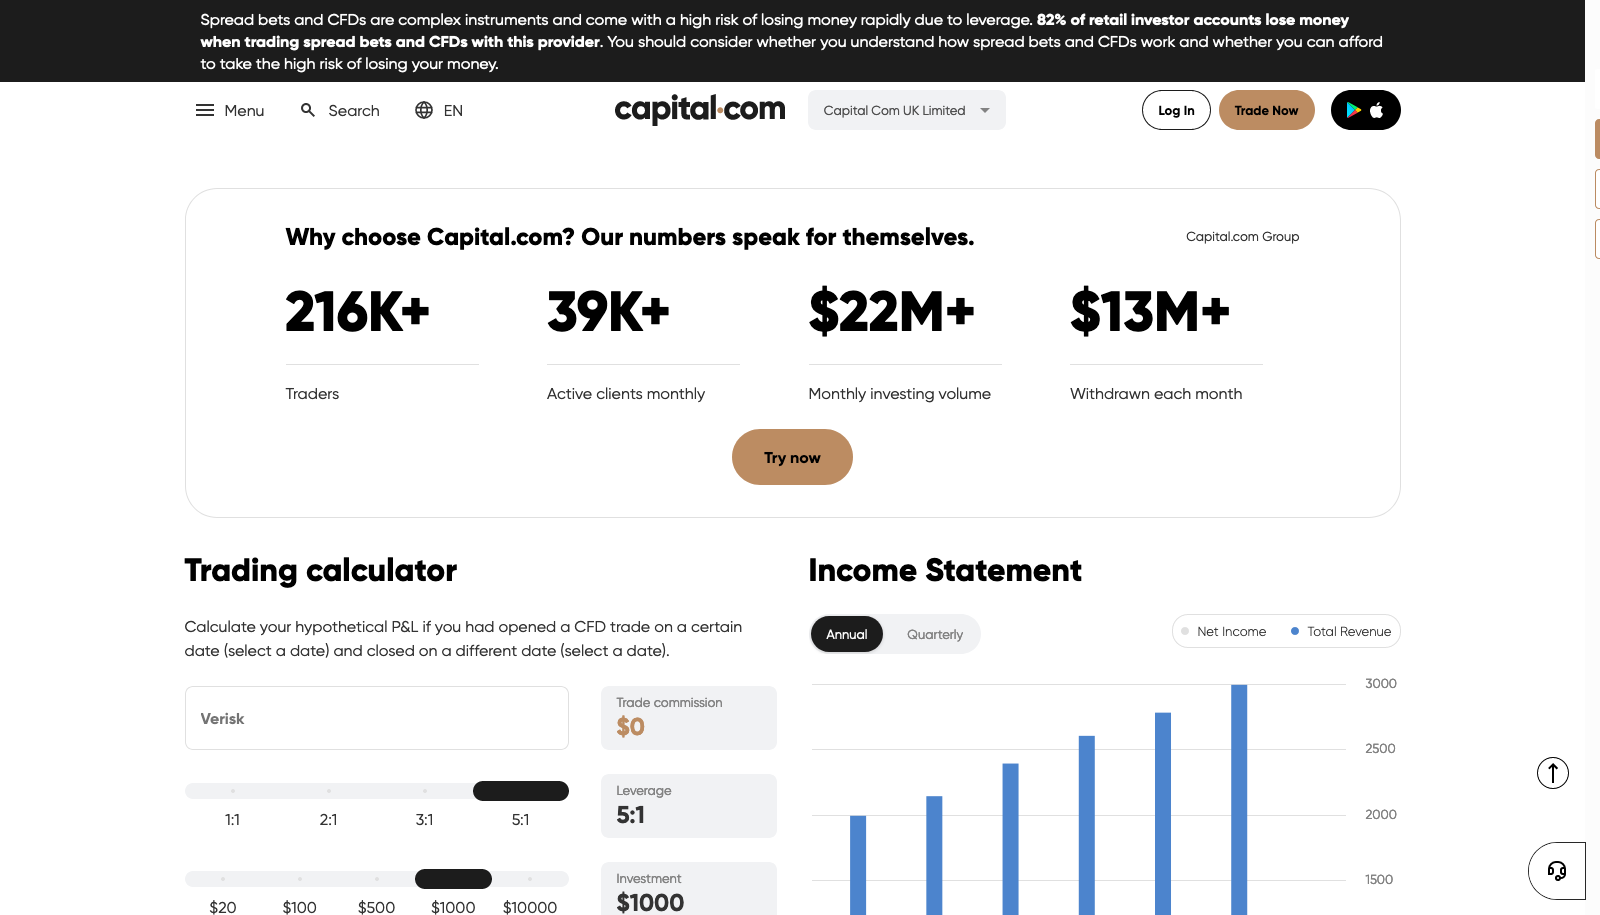 Spread bets and CFDs are complex instruments and come with a high risk of losing money rapidly due to leverage. 82% of retail investor accounts lose money
when trading spread bets and CFDs with this provider. You should consider whether you understand how spread bets and CFDs work and whether you can afford
to take the high risk of losing your money.
Menu
Search
EN
capital.com
Capital Com UK Limited
Log In
Trade Now
Why choose Capital.com? Our numbers speak for themselves.
Capital.com Group
216K+
39K+
$22M+
$13M+
Traders
Active clients monthly
Monthly investing volume
Withdrawn each month
Try now
Trading calculator
Calculate your hypothetical P&L if you had opened a CFD trade on a certain
date (select a date) and closed on a different date (select a date).
Verisk
Trade commission
$0
1:1
2:1
3:1
5:1
Leverage
5:1
$20
$100
$500
$1000
$10000
Investment
$1000
Income Statement
Annual
Quarterly
Net Income
Total Revenue
3000
2500
2000
1500